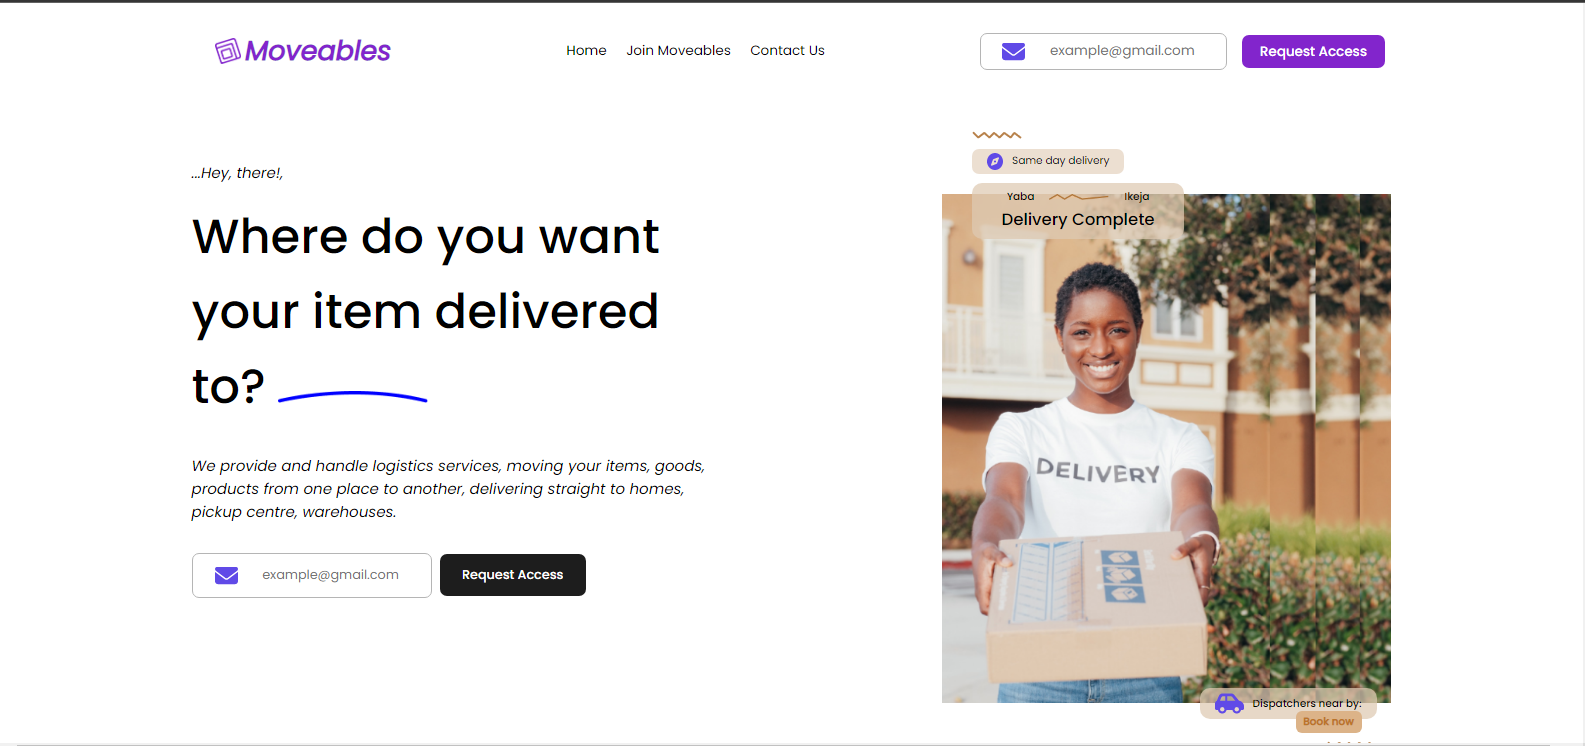 Moveables
Home
Join Moveables
Contact Us
example@gmail.com
Request Access
...Hey, there!,
Where do you want
your item delivered
to?
We provide and handle logistics services, moving your items, goods,
products from one place to another, delivering straight to homes,
pickup centre, warehouses.
example@gmail.com
Request Access
Same day delivery
Yaba
Ikeja
Delivery Complete
DELIVERY
Dispatchers near by:
Book now